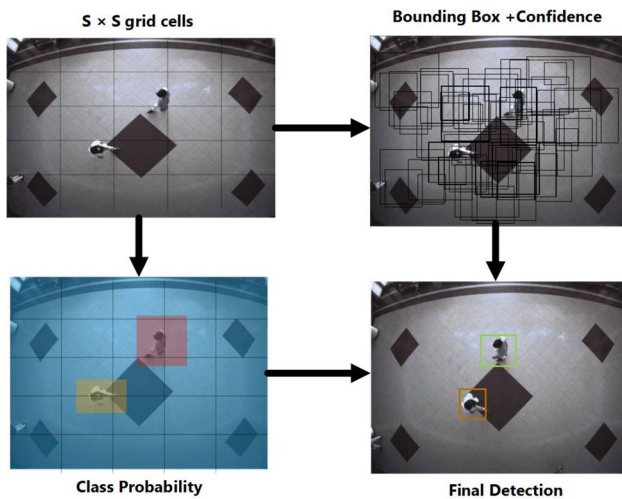 S × S grid cells
Bounding Box +Confidence
Class Probability
Final Detection